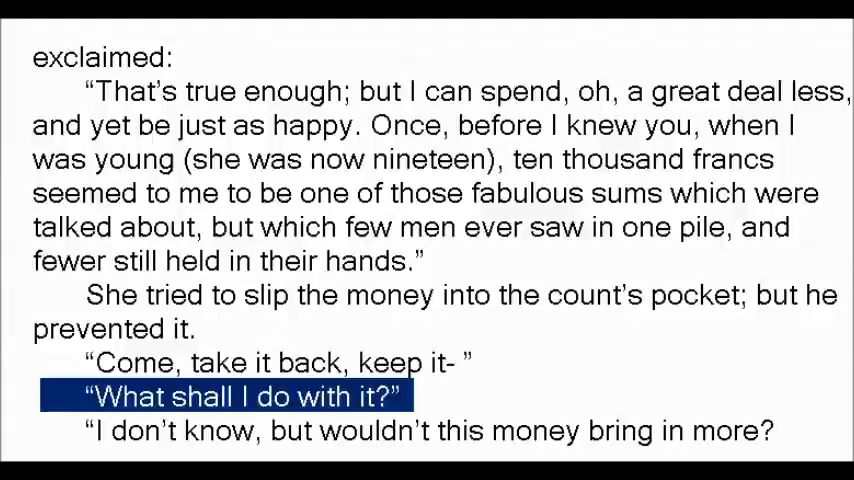 exclaimed:
“That’s true enough; but I can spend, oh, a great deal less,
and yet be just as happy. Once, before I knew you, when I
was young (she was now nineteen), ten thousand francs
seemed to me to be one of those fabulous sums which were
talked about, but which few men ever saw in one pile, and
fewer still held in their hands.”
She tried to slip the money into the count’s pocket; but he
prevented it.
“Come, take it back, keep it- ”
“What shall I do with it?”
“I don’t know, but wouldn’t this money bring in more?